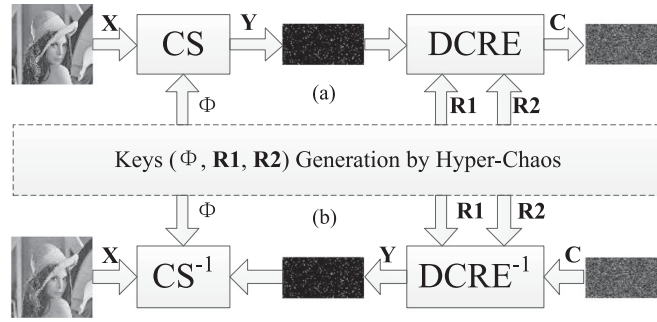 X CS Y DCRE C
(a)
Φ R1 R2
Keys (Φ, R1, R2) Generation by Hyper-Chaos
Φ (b) R1 R2
X CS-1 Y DCRE-1 C